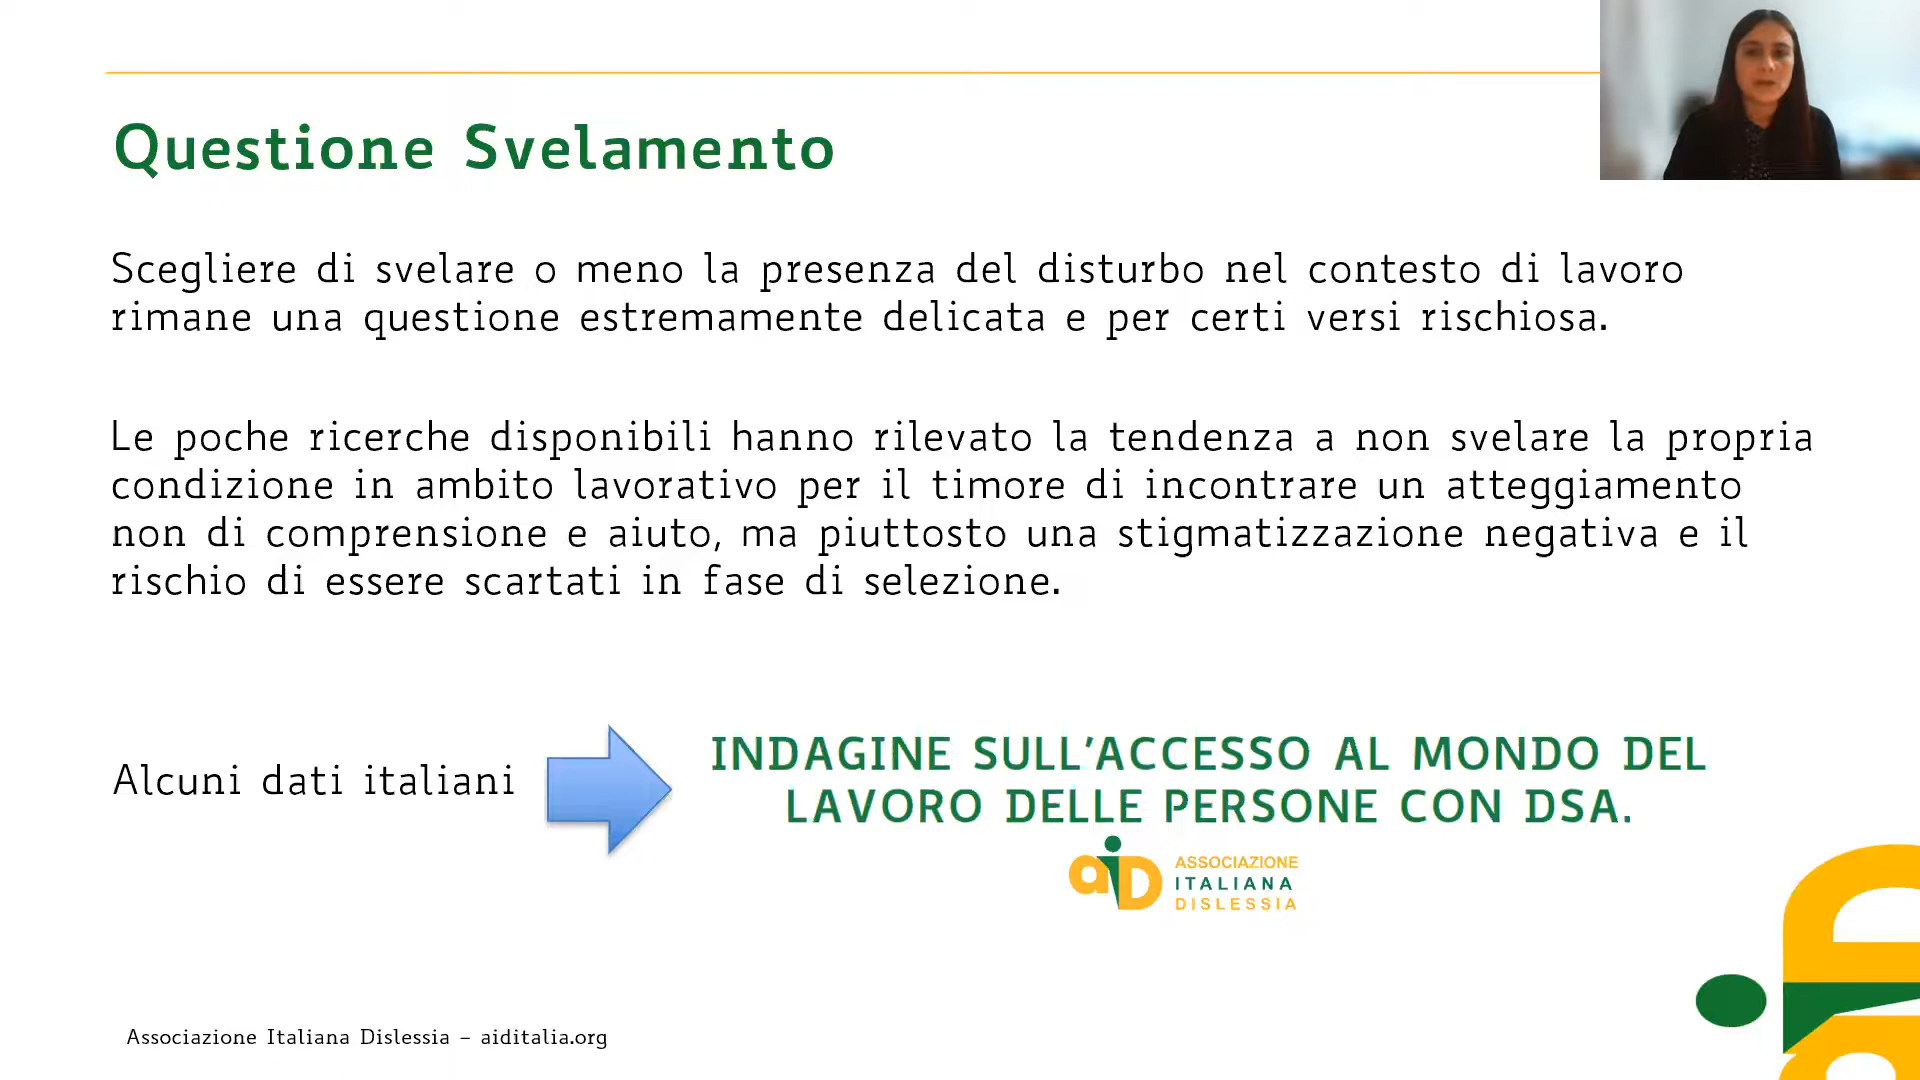 Questione Svelamento
Scegliere di svelare o meno la presenza del disturbo nel contesto di lavoro
rimane una questione estremamente delicata e per certi versi rischiosa.
Le poche ricerche disponibili hanno rilevato la tendenza a non svelare la propria
condizione in ambito lavorativo per il timore di incontrare un atteggiamento
non di comprensione e aiuto, ma piuttosto una stigmatizzazione negativa e il
rischio di essere scartati in fase di selezione.
Alcuni dati italiani
INDAGINE SULL’ACCESSO AL MONDO DEL
LAVORO DELLE PERSONE CON DSA.
aiD
ASSOCIAZIONE
ITALIANA
DISLESSIA
Associazione Italiana Dislessia – aiditalia.org